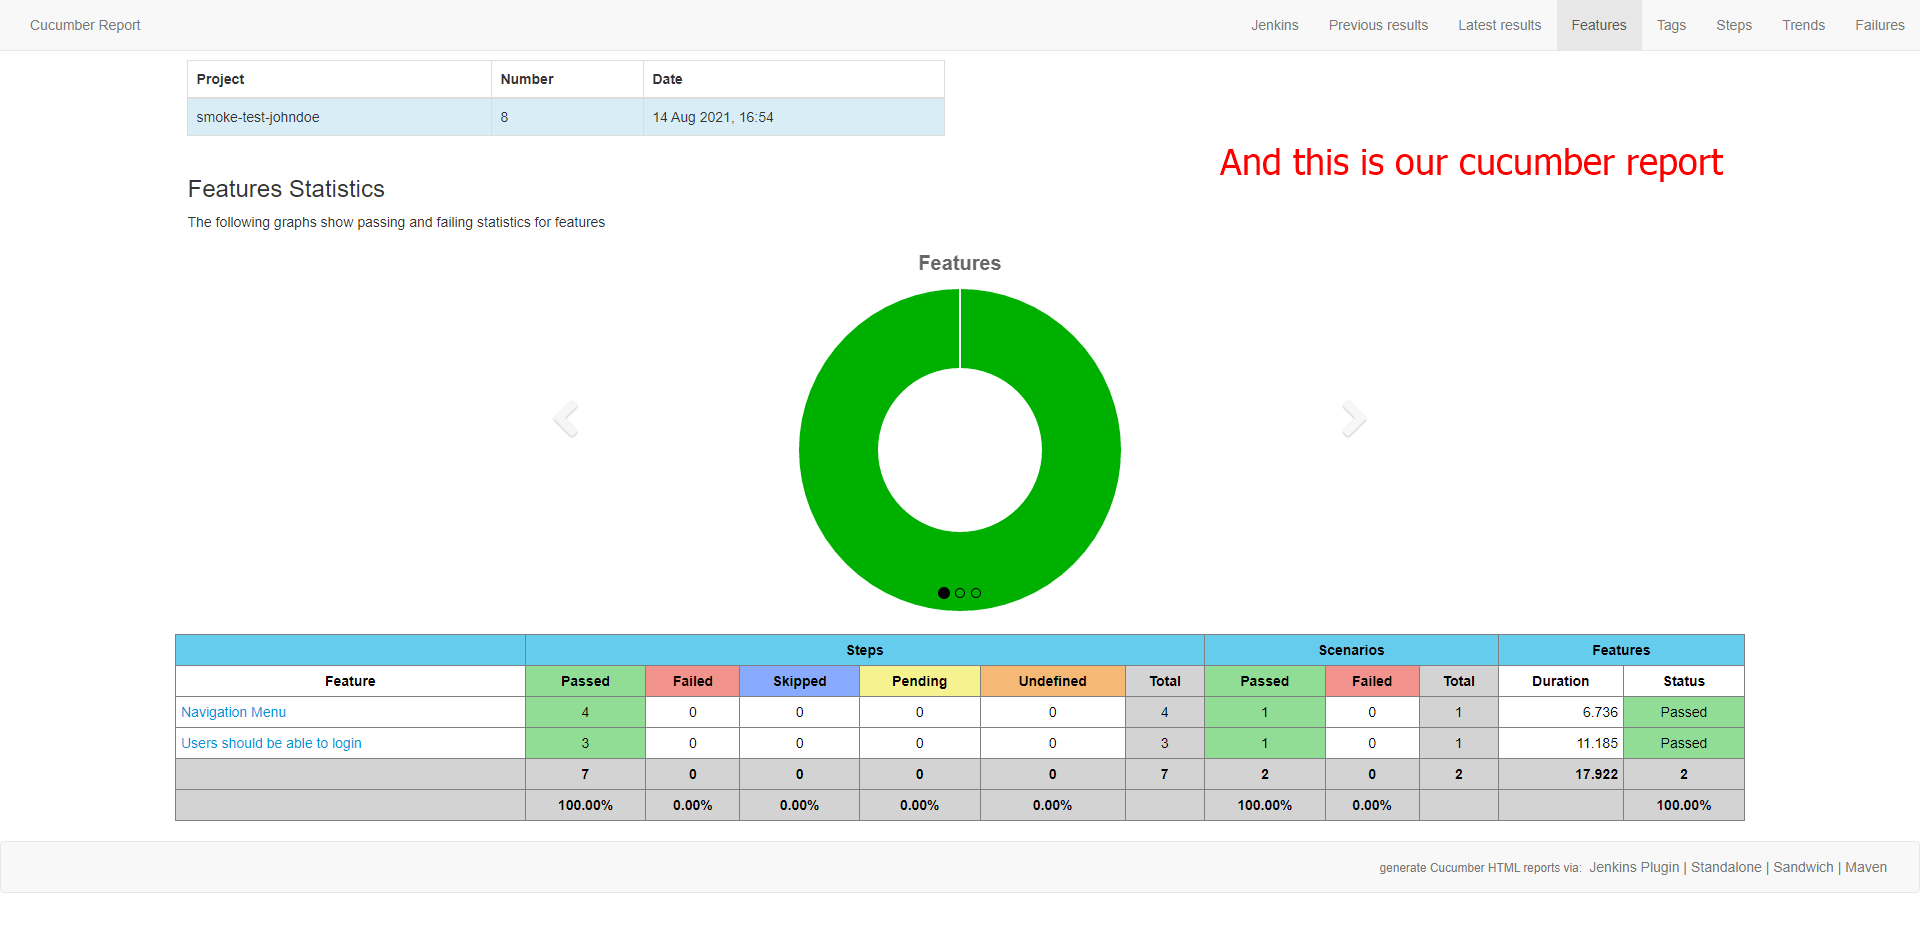 Cucumber Report Jenkins Previous results Latest results Features Tags Steps Trends Failures
Project Number Date
smoke-test-johndoe 8 14 Aug 2021, 16:54
And this is our cucumber report
Features Statistics
The following graphs show passing and failing statistics for features
Features
Steps Scenarios Features
Feature Passed Failed Skipped Pending Undefined Total Passed Failed Total Duration Status
Navigation Menu 4 0 0 0 0 4 1 0 1 6.736 Passed
Users should be able to login 3 0 0 0 0 3 1 0 1 11.185 Passed
7 0 0 0 0 7 2 0 2 17.922 2
100.00% 0.00% 0.00% 0.00% 0.00% 100.00% 0.00% 100.00%
generate Cucumber HTML reports via: Jenkins Plugin | Standalone | Sandwich | Maven